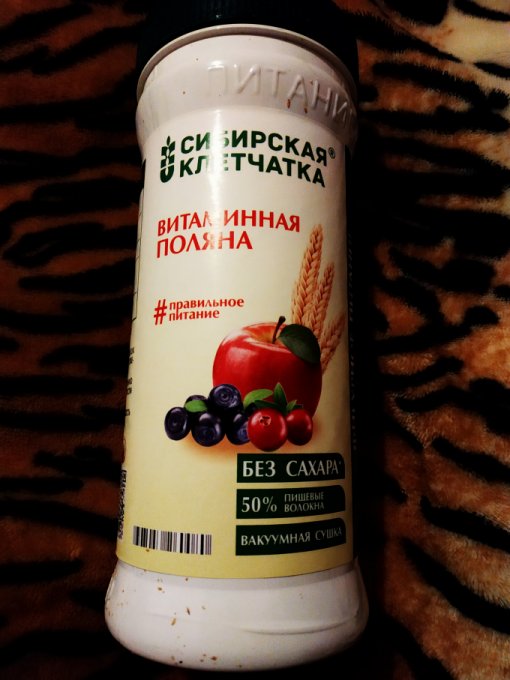 ПИТАНИ
СИБИРСКАЯ®
КЛЕТЧАТКА
ВИТАМИННАЯ
ПОЛЯНА
#правильное
питание
БЕЗ САХАРА*
50% ПИЩЕВЫЕ
ВОЛОКНА
ВАКУУМНАЯ СУШКА